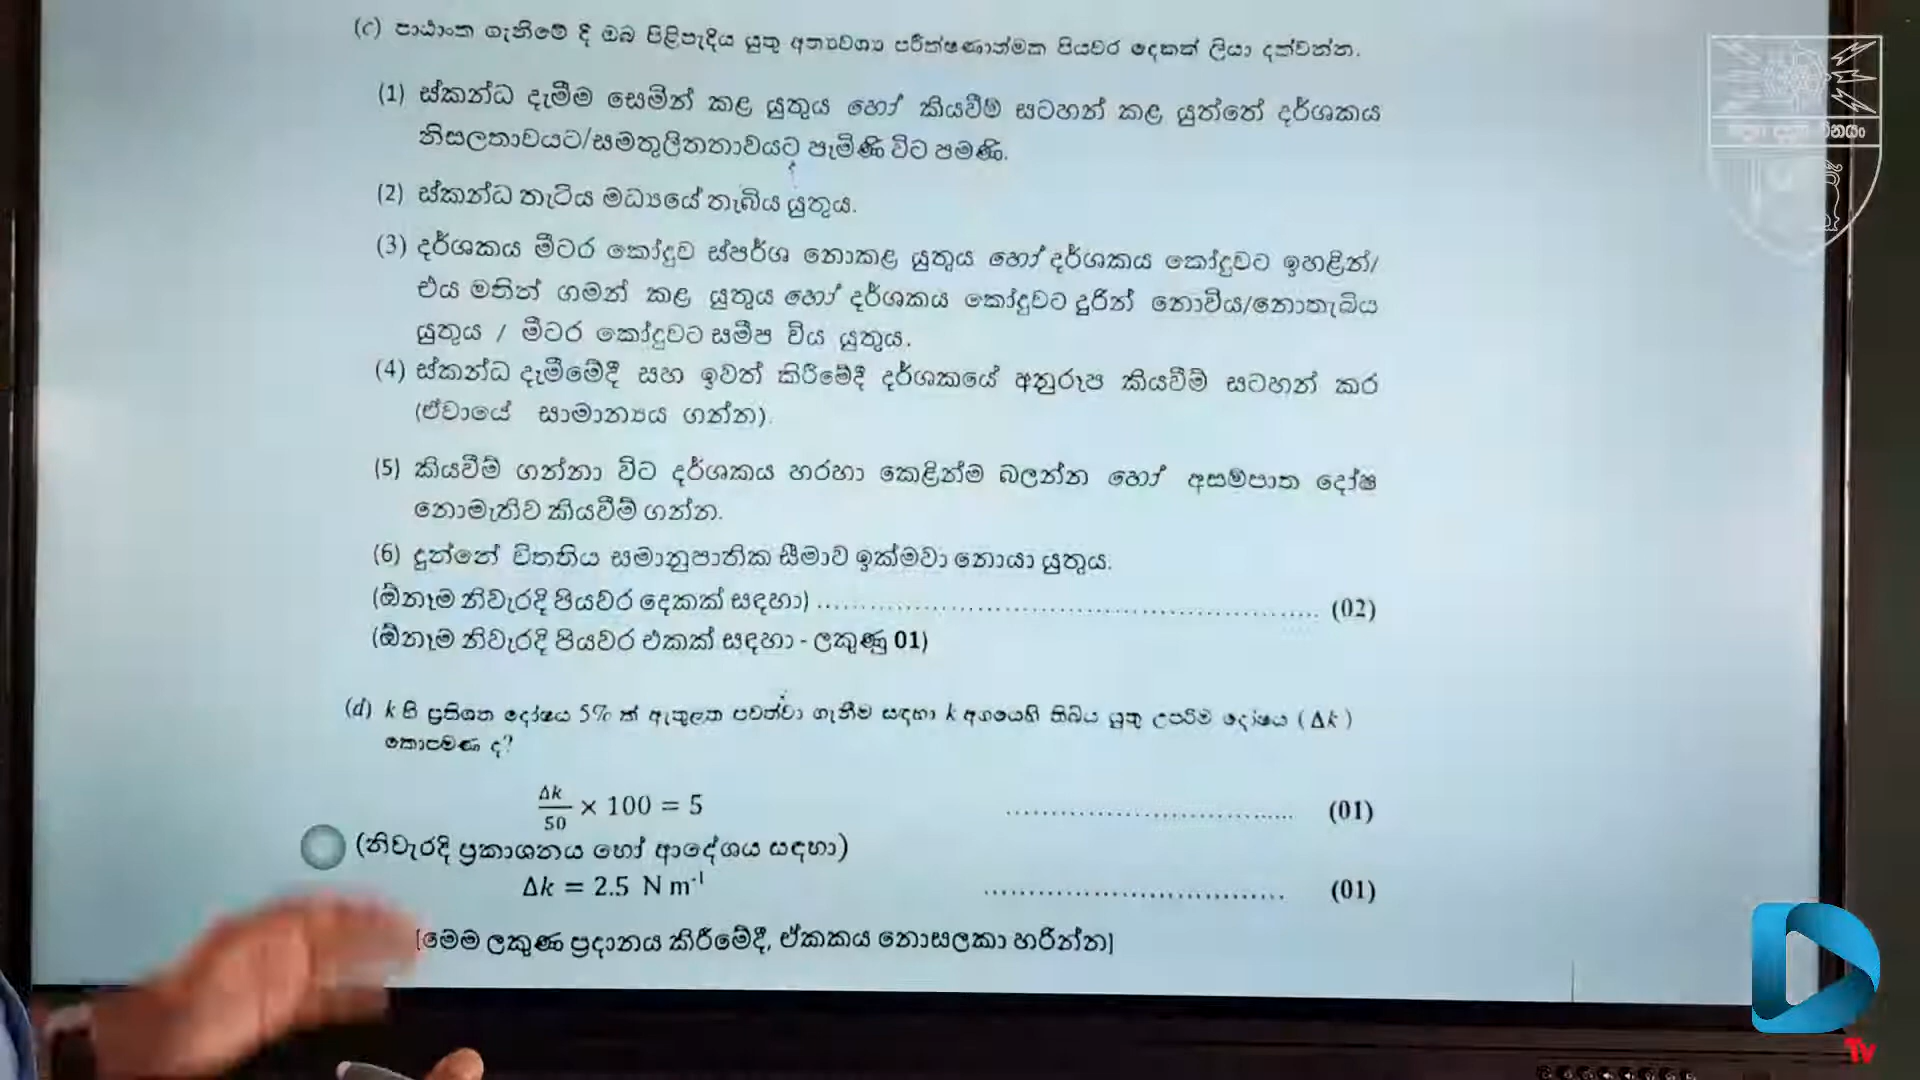 (c) පාඨාංක ගැනිමේ දී ඔබ පිළිපැදිය යුතු අත්‍යවශ්‍ය පරීක්ෂණාත්මක පියවර දෙකක් ලියා දක්වන්න.
(1) ස්කන්ධ දැමීම සෙමින් කළ යුතුය හෝ කියවීම් සටහන් කළ යුත්තේ දර්ශකය
නිසලතාවයට/සමතුලිතතාවයට පැමිණි විට පමණි.
(2) ස්කන්ධ තැටිය මධ්‍යයේ තැබිය යුතුය.
(3) දර්ශකය මීටර කෝදුව ස්පර්ශ නොකළ යුතුය හෝ දර්ශකය කෝදුවට ඉහළින්/
එය මතින් ගමන් කළ යුතුය හෝ දර්ශකය කෝදුවට දුරින් නොවිය/නොතැබිය
යුතුය / මීටර කෝදුවට සමීප විය යුතුය.
(4) ස්කන්ධ දැමීමේදී සහ ඉවත් කිරීමේදී දර්ශකයේ අනුරූප කියවීම් සටහන් කර
(ඒවායේ සාමාන්‍යය ගන්න).
(5) කියවීම් ගන්නා විට දර්ශකය හරහා කෙළින්ම බලන්න හෝ අසම්පාත දෝෂ
නොමැතිව කියවීම් ගන්න.
(6) දුන්නේ විතතිය සමානුපාතික සීමාව ඉක්මවා නොයා යුතුය.
(ඕනෑම නිවැරදි පියවර දෙකක් සඳහා) ........................................................ (02)
(ඕනෑම නිවැරදි පියවර එකක් සඳහා - ලකුණු 01)
(d) k හි ප්‍රතිශත දෝෂය 5% ක් ඇතුළත පවත්වා ගැනීම සඳහා k අගයෙහි තිබිය යුතු උපරිම දෝෂය ( Δk )
කොපමණ ද?
Δk/50 × 100 = 5 ................................ (01)
(නිවැරදි ප්‍රකාශනය හෝ ආදේශය සඳහා)
Δk = 2.5 N m⁻¹ ................................ (01)
[මෙම ලකුණ ප්‍රදානය කිරීමේදී, ඒකකය නොසලකා හරින්න]
Tv